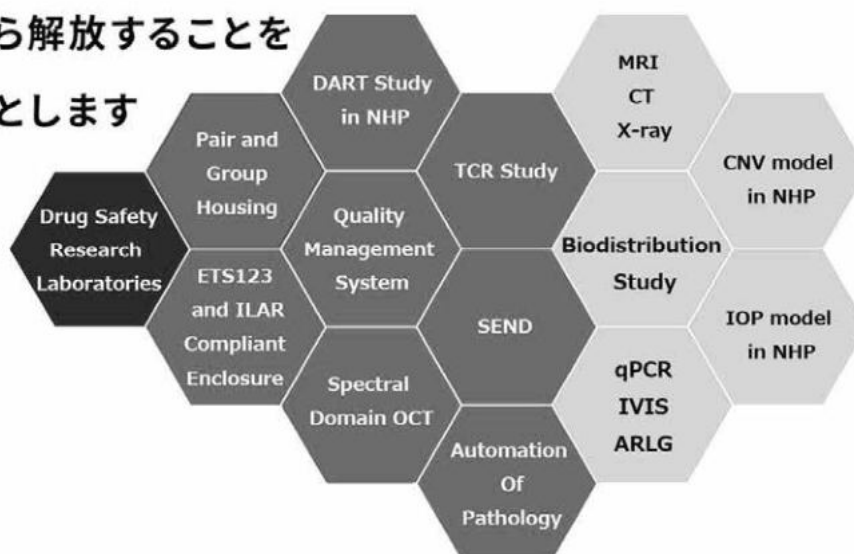 ら解放することを
とします
Drug Safety
Research
Laboratories
Pair and
Group
Housing
ETS123
and ILAR
Compliant
Enclosure
DART Study
in NHP
Quality
Management
System
Spectral
Domain OCT
TCR Study
SEND
Automation
Of
Pathology
MRI
CT
X-ray
Biodistribution
Study
qPCR
IVIS
ARLG
CNV model
in NHP
IOP model
in NHP